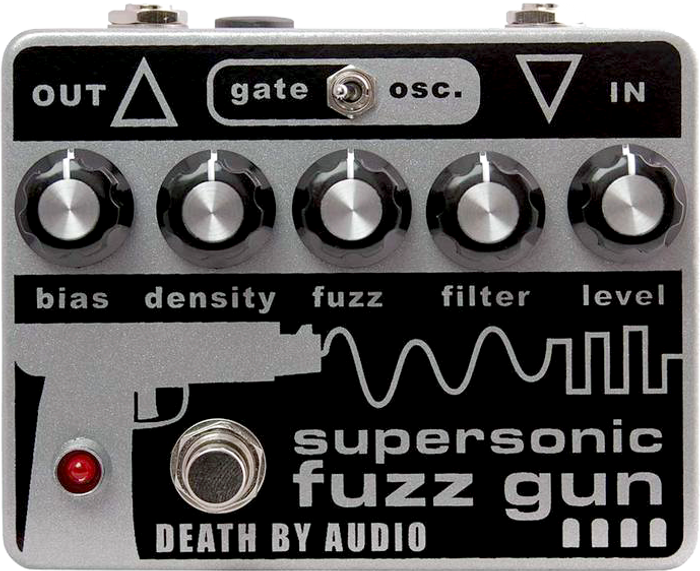 OUT gate osc. IN
bias density fuzz filter level
supersonic
fuzz gun
DEATH BY AUDIO